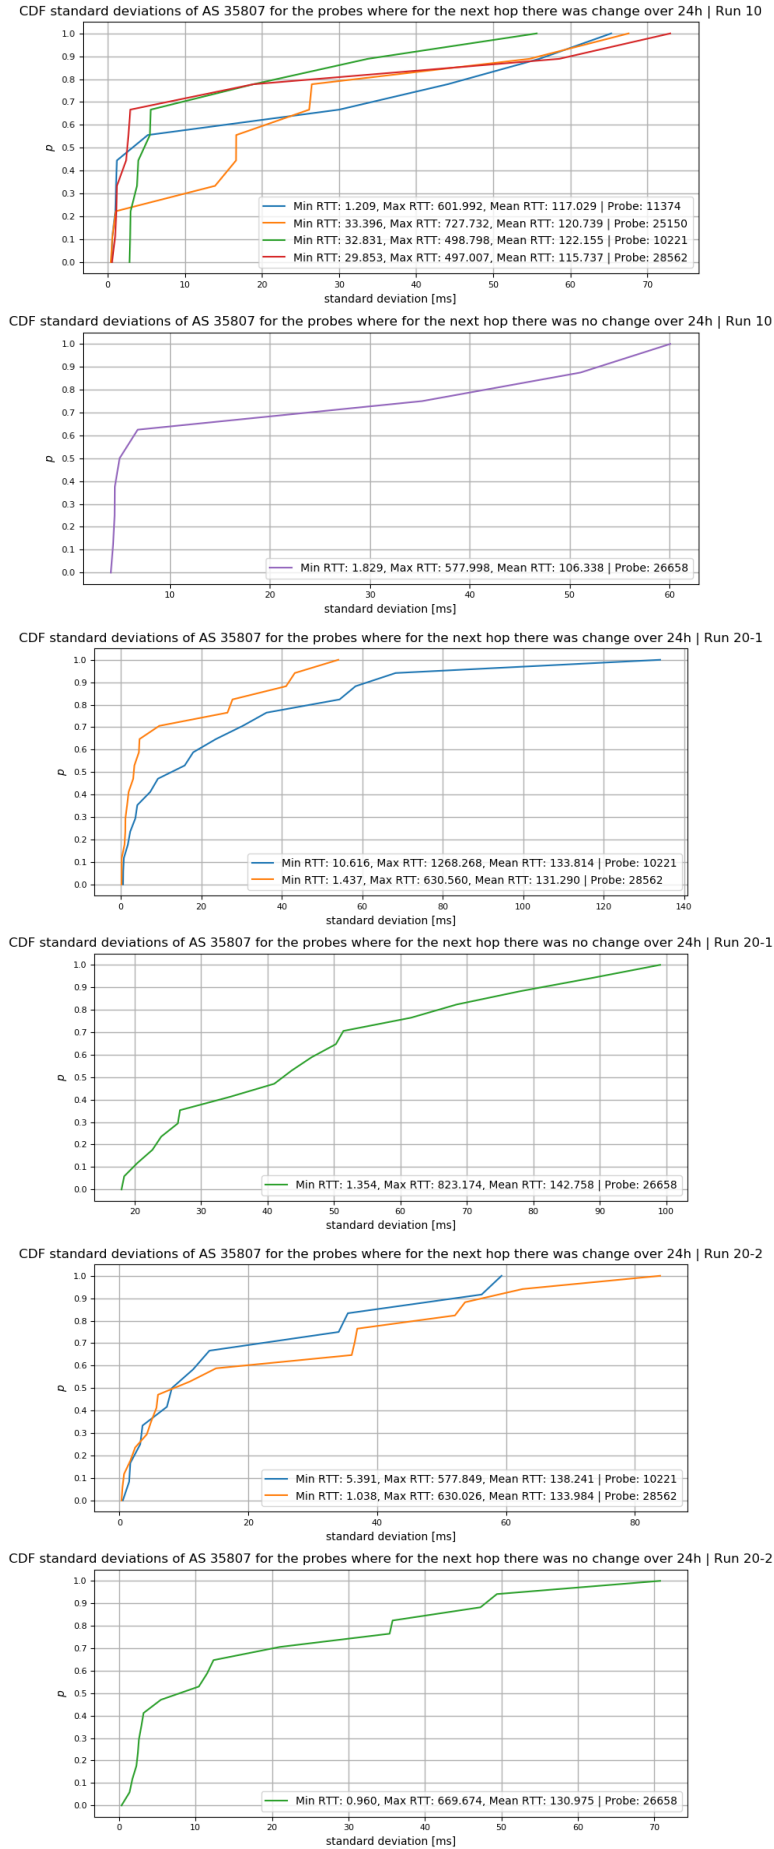 CDF standard deviations of AS 35807 for the probes where for the next hop there was change over 24h | Run 10
1.0
0.9
0.8
0.7
0.6
0.5
0.4
0.3
0.2
0.1
0.0
p
Min RTT: 1.209, Max RTT: 601.992, Mean RTT: 117.029 | Probe: 11374
Min RTT: 33.396, Max RTT: 727.732, Mean RTT: 120.739 | Probe: 25150
Min RTT: 32.831, Max RTT: 498.798, Mean RTT: 122.155 | Probe: 10221
Min RTT: 29.853, Max RTT: 497.007, Mean RTT: 115.737 | Probe: 28562
0 10 20 30 40 50 60 70
standard deviation [ms]
CDF standard deviations of AS 35807 for the probes where for the next hop there was no change over 24h | Run 10
1.0
0.9
0.8
0.7
0.6
0.5
0.4
0.3
0.2
0.1
0.0
p
Min RTT: 1.829, Max RTT: 577.998, Mean RTT: 106.338 | Probe: 26658
10 20 30 40 50 60
standard deviation [ms]
CDF standard deviations of AS 35807 for the probes where for the next hop there was change over 24h | Run 20-1
1.0
0.9
0.8
0.7
0.6
0.5
0.4
0.3
0.2
0.1
0.0
p
Min RTT: 10.616, Max RTT: 1268.268, Mean RTT: 133.814 | Probe: 10221
Min RTT: 1.437, Max RTT: 630.560, Mean RTT: 131.290 | Probe: 28562
0 20 40 60 80 100 120 140
standard deviation [ms]
CDF standard deviations of AS 35807 for the probes where for the next hop there was no change over 24h | Run 20-1
1.0
0.9
0.8
0.7
0.6
0.5
0.4
0.3
0.2
0.1
0.0
p
Min RTT: 1.354, Max RTT: 823.174, Mean RTT: 142.758 | Probe: 26658
20 30 40 50 60 70 80 90 100
standard deviation [ms]
CDF standard deviations of AS 35807 for the probes where for the next hop there was change over 24h | Run 20-2
1.0
0.9
0.8
0.7
0.6
0.5
0.4
0.3
0.2
0.1
0.0
p
Min RTT: 5.391, Max RTT: 577.849, Mean RTT: 138.241 | Probe: 10221
Min RTT: 1.038, Max RTT: 630.026, Mean RTT: 133.984 | Probe: 28562
0 20 40 60 80
standard deviation [ms]
CDF standard deviations of AS 35807 for the probes where for the next hop there was no change over 24h | Run 20-2
1.0
0.9
0.8
0.7
0.6
0.5
0.4
0.3
0.2
0.1
0.0
p
Min RTT: 0.960, Max RTT: 669.674, Mean RTT: 130.975 | Probe: 26658
0 10 20 30 40 50 60 70
standard deviation [ms]